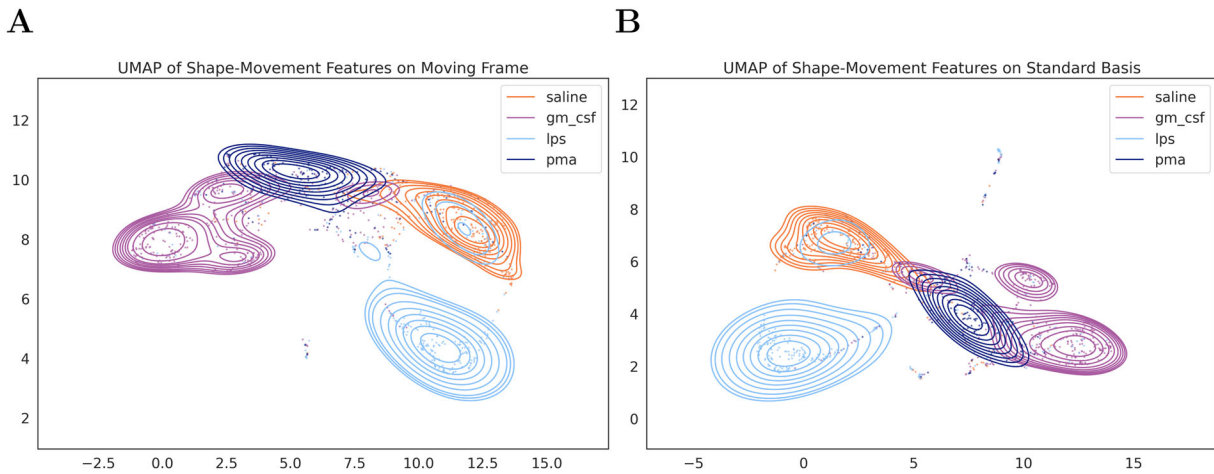 A
B
UMAP of Shape-Movement Features on Moving Frame
saline
gm_csf
lps
pma
12
10
8
6
4
2
−2.5 0.0 2.5 5.0 7.5 10.0 12.5 15.0
UMAP of Shape-Movement Features on Standard Basis
saline
gm_csf
lps
pma
12
10
8
6
4
2
0
−5 0 5 10 15